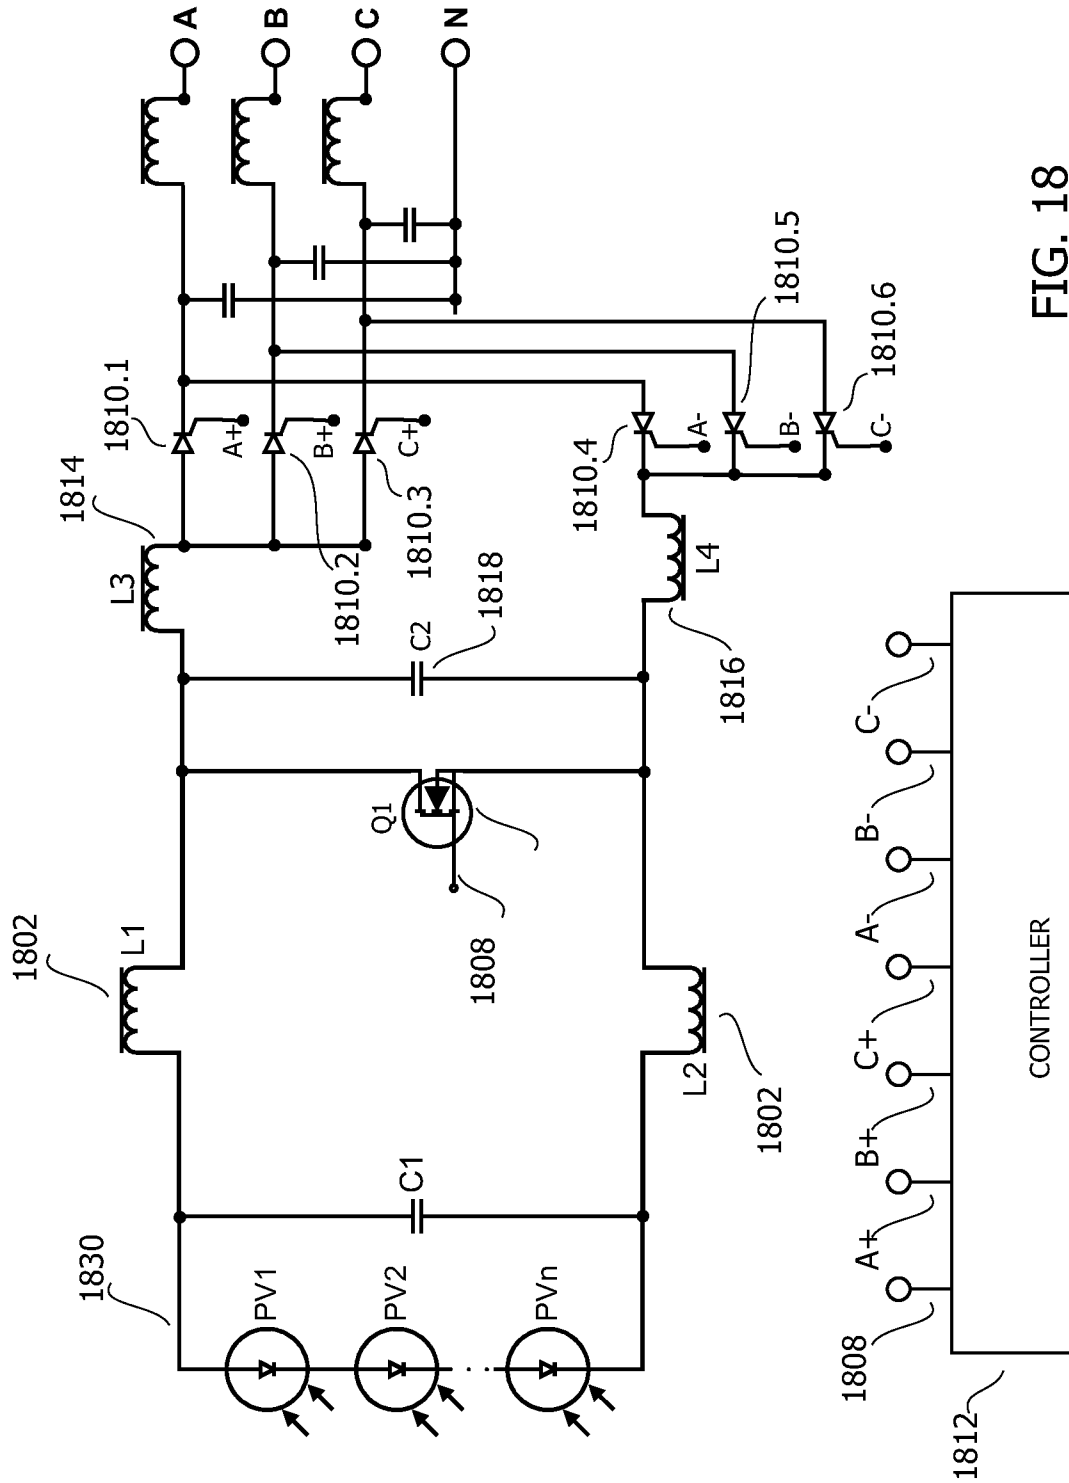 A
B
C
N
1810.1
A+
B+
C+
1814
L3
1810.2
1810.3
1810.4
A-
1810.5
B-
1810.6
C-
C2
1818
L4
1816
Q1
1808
1802
L1
L2
1802
1830
C1
PV1
PV2
PVn
1808
A+
B+
C+
A-
B-
C-
CONTROLLER
1812
FIG. 18